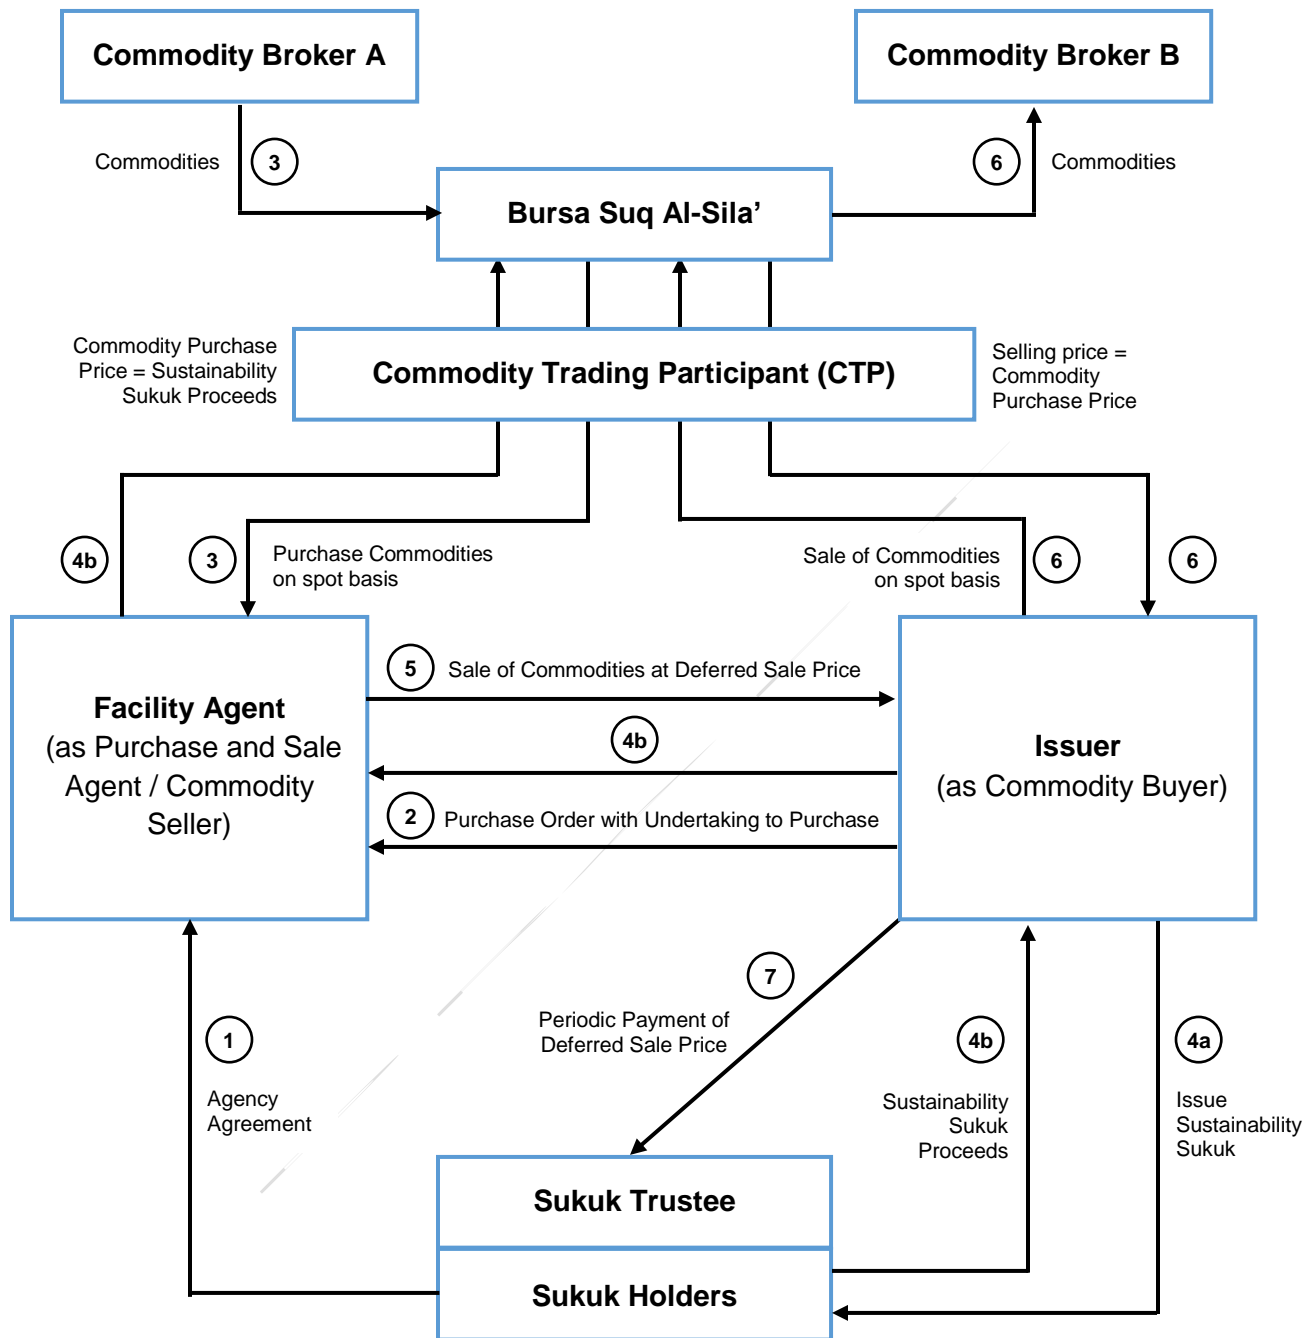 Commodity Broker A
Commodity Broker B
Commodities
3
6
Commodities
Bursa Suq Al-Sila’
Commodity Purchase
Price = Sustainability
Sukuk Proceeds
Commodity Trading Participant (CTP)
Selling price =
Commodity
Purchase Price
4b
3
Purchase Commodities
on spot basis
Sale of Commodities
on spot basis
6
6
Facility Agent
(as Purchase and Sale
Agent / Commodity
Seller)
5
Sale of Commodities at Deferred Sale Price
4b
2
Purchase Order with Undertaking to Purchase
Issuer
(as Commodity Buyer)
7
Periodic Payment of
Deferred Sale Price
1
Agency
Agreement
4b
Sustainability
Sukuk
Proceeds
4a
Issue
Sustainability
Sukuk
Sukuk Trustee
Sukuk Holders